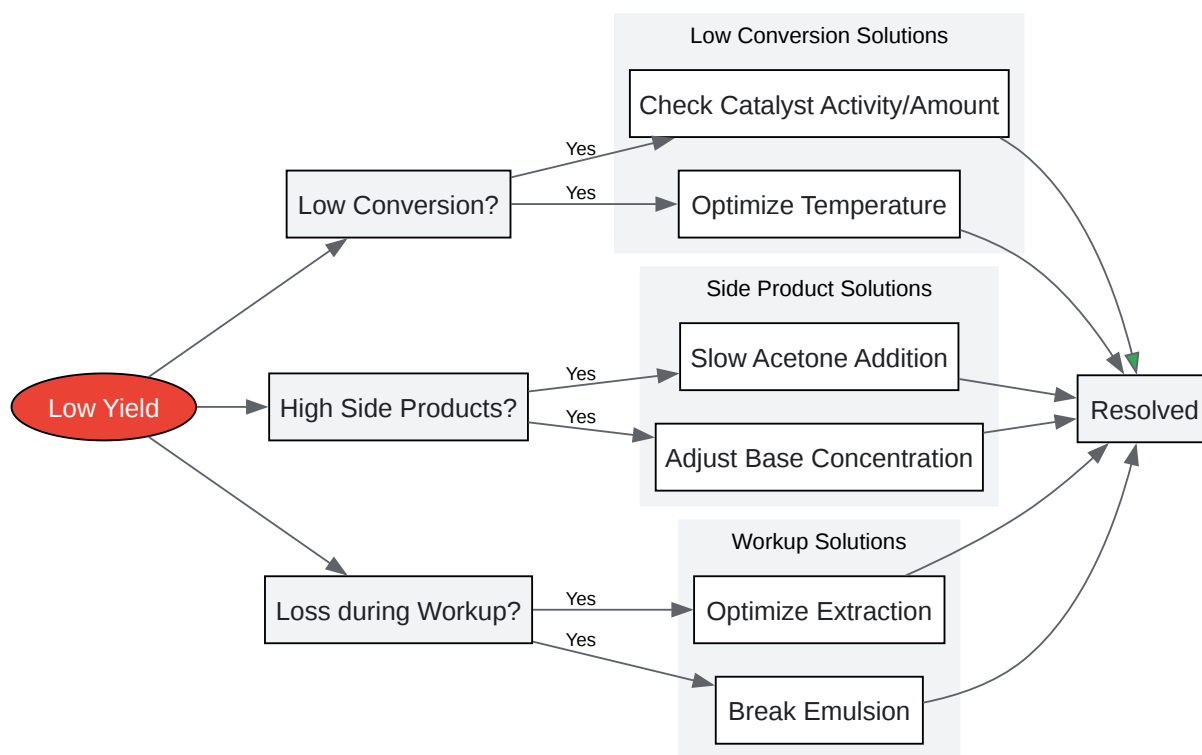 Low Yield
Low Conversion?
Yes
Yes
Low Conversion Solutions
Check Catalyst Activity/Amount
Optimize Temperature
High Side Products?
Yes
Yes
Side Product Solutions
Slow Acetone Addition
Adjust Base Concentration
Loss during Workup?
Yes
Yes
Workup Solutions
Optimize Extraction
Break Emulsion
Resolved